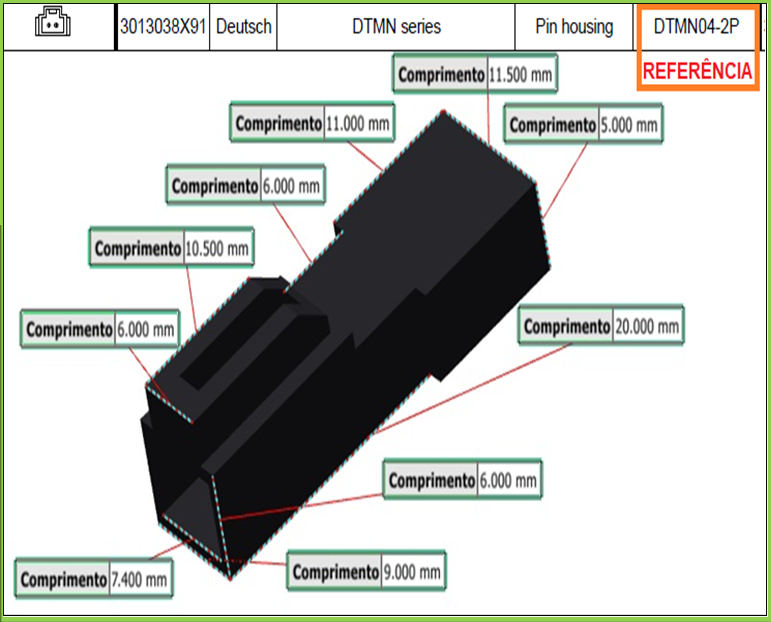 3013038X91 Deutsch DTMN series Pin housing DTMN04-2P
REFERÊNCIA
Comprimento 11.500 mm
Comprimento 11.000 mm
Comprimento 5.000 mm
Comprimento 6.000 mm
Comprimento 10.500 mm
Comprimento 6.000 mm
Comprimento 20.000 mm
Comprimento 6.000 mm
Comprimento 7.400 mm
Comprimento 9.000 mm